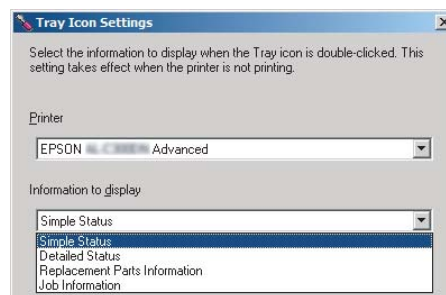 Tray Icon Settings
Select the information to display when the Tray icon is double-clicked. This
setting takes effect when the printer is not printing.
Printer
EPSON Advanced
Information to display
Simple Status
Simple Status
Detailed Status
Replacement Parts Information
Job Information